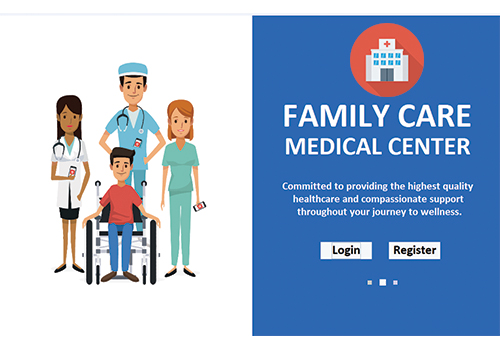 FAMILY CARE
MEDICAL CENTER
Committed to providing the highest quality
healthcare and compassionate support
throughout your journey to wellness.
Login Register